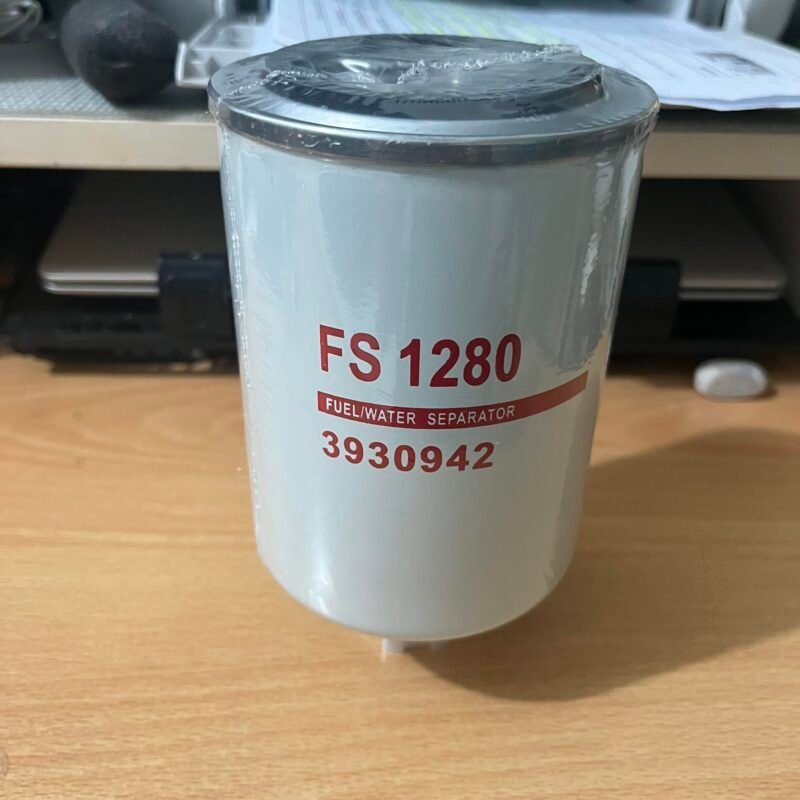 FS 1280
FUEL/WATER SEPARATOR
3930942